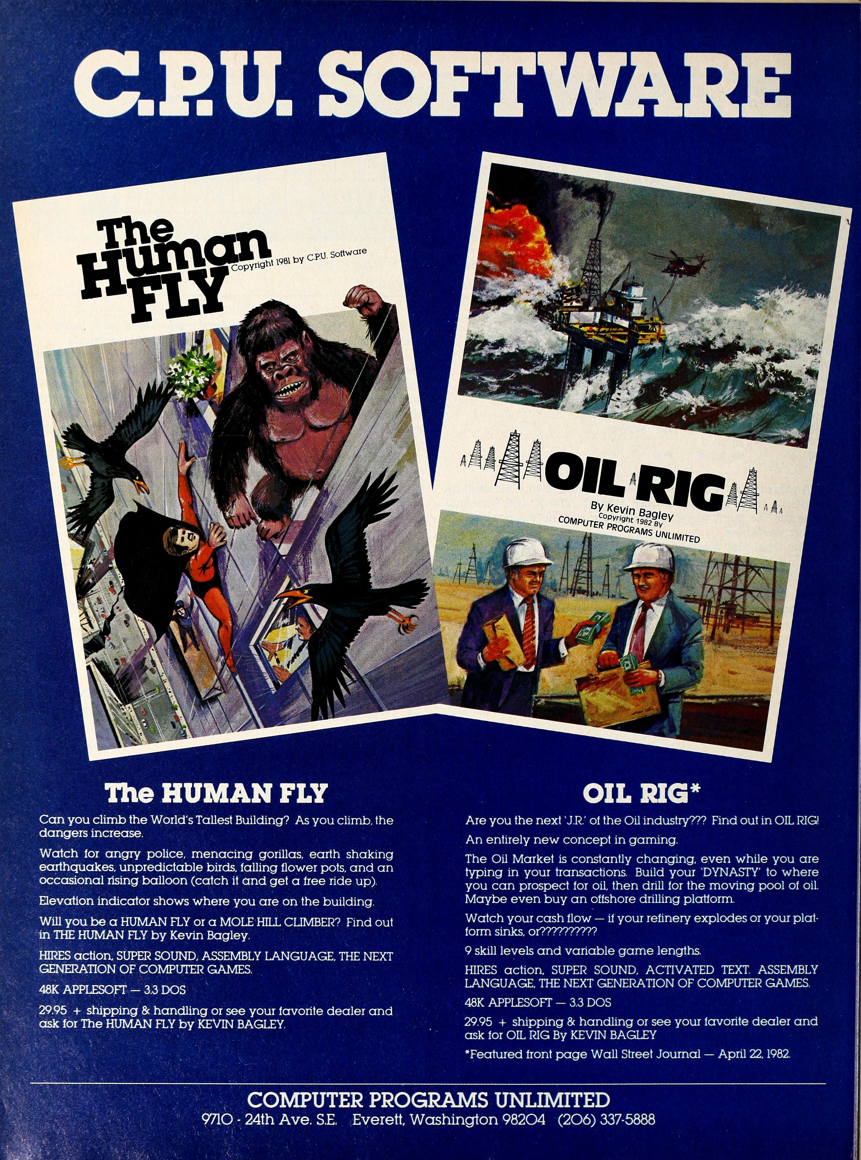 C.P.U. SOFTWARE
The
Human
FLY
Copyright 1981 by C.P.U. Software
OIL RIG
By Kevin Bagley
Copyright 1982 By
COMPUTER PROGRAMS UNLIMITED
The HUMAN FLY
Can you climb the World's Tallest Building? As you climb, the
dangers increase.
Watch for angry police, menacing gorillas, earth shaking
earthquakes, unpredictable birds, falling flower pots, and an
occasional rising balloon (catch it and get a free ride up).
Elevation indicator shows where you are on the building.
Will you be a HUMAN FLY or a MOLE HILL CLIMBER? Find out
in THE HUMAN FLY by Kevin Bagley.
HIRES action, SUPER SOUND, ASSEMBLY LANGUAGE, THE NEXT
GENERATION OF COMPUTER GAMES.
48K APPLESOFT — 3.3 DOS
29.95 + shipping & handling or see your favorite dealer and
ask for The HUMAN FLY by KEVIN BAGLEY.
OIL RIG*
Are you the next 'J.R.' of the Oil industry??? Find out in OIL RIG!
An entirely new concept in gaming.
The Oil Market is constantly changing, even while you are
typing in your transactions. Build your 'DYNASTY' to where
you can prospect for oil, then drill for the moving pool of oil.
Maybe even buy an offshore drilling platform.
Watch your cash flow — if your refinery explodes or your plat-
form sinks, or??????????
9 skill levels and variable game lengths.
HIRES action, SUPER SOUND, ACTIVATED TEXT. ASSEMBLY
LANGUAGE, THE NEXT GENERATION OF COMPUTER GAMES.
48K APPLESOFT — 3.3 DOS
29.95 + shipping & handling or see your favorite dealer and
ask for OIL RIG By KEVIN BAGLEY
*Featured front page Wall Street Journal — April 22, 1982.
COMPUTER PROGRAMS UNLIMITED
9710 - 24th Ave. S.E. Everett, Washington 98204 (206) 337-5888